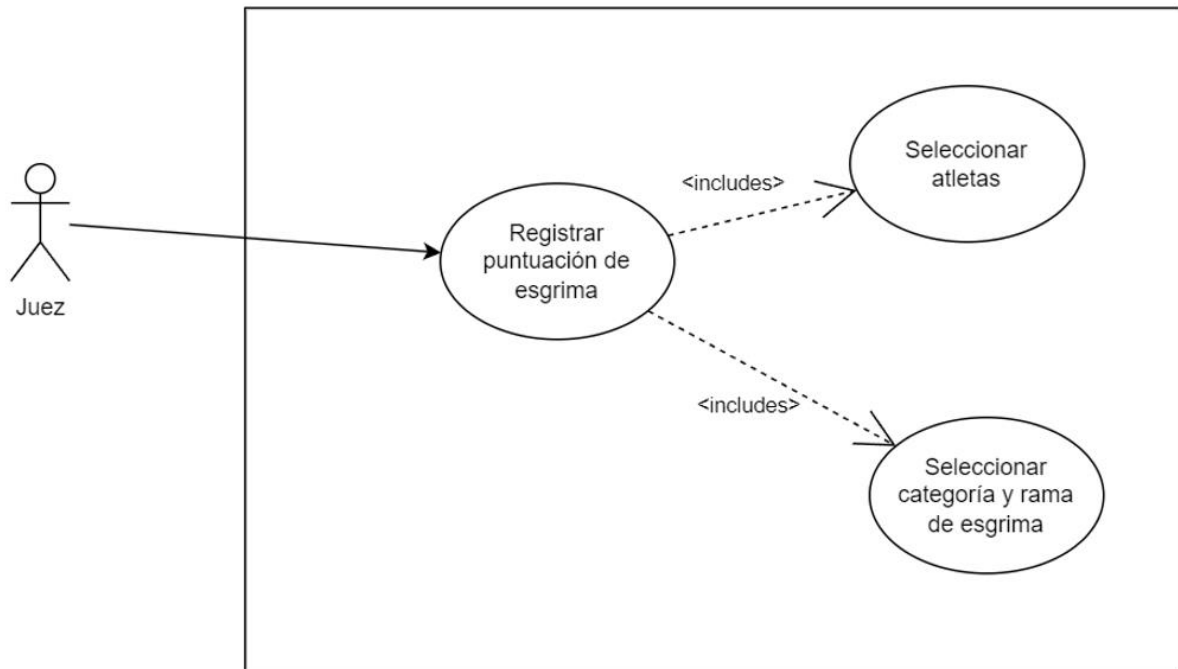 Juez
Registrar
puntuación de
esgrima
<includes>
Seleccionar
atletas
<includes>
Seleccionar
categoría y rama
de esgrima